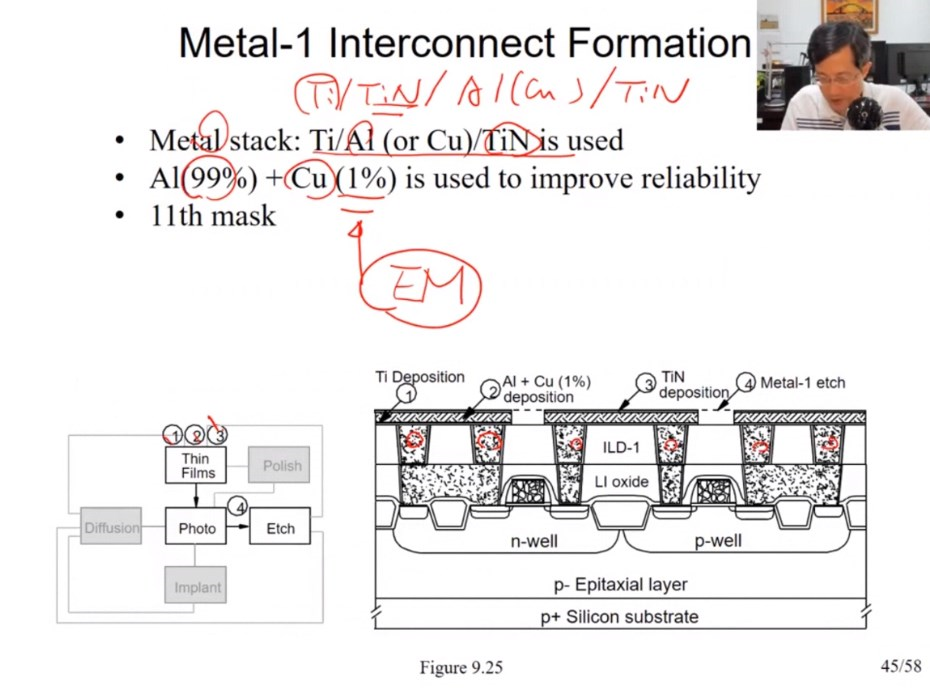 Metal-1 Interconnect Formation
(Ti/TiN/Al(Cu)/TiN
• Metal stack: Ti/Al (or Cu)/TiN is used
• Al(99%) + Cu (1%) is used to improve reliability
• 11th mask
EM
Ti Deposition
1
2 Al + Cu (1%)
deposition
3 TiN
deposition
4 Metal-1 etch
1 2 3
Thin
Films
Polish
4
Diffusion
Photo
Etch
Implant
ILD-1
LI oxide
n-well
p-well
p- Epitaxial layer
p+ Silicon substrate
Figure 9.25
45/58